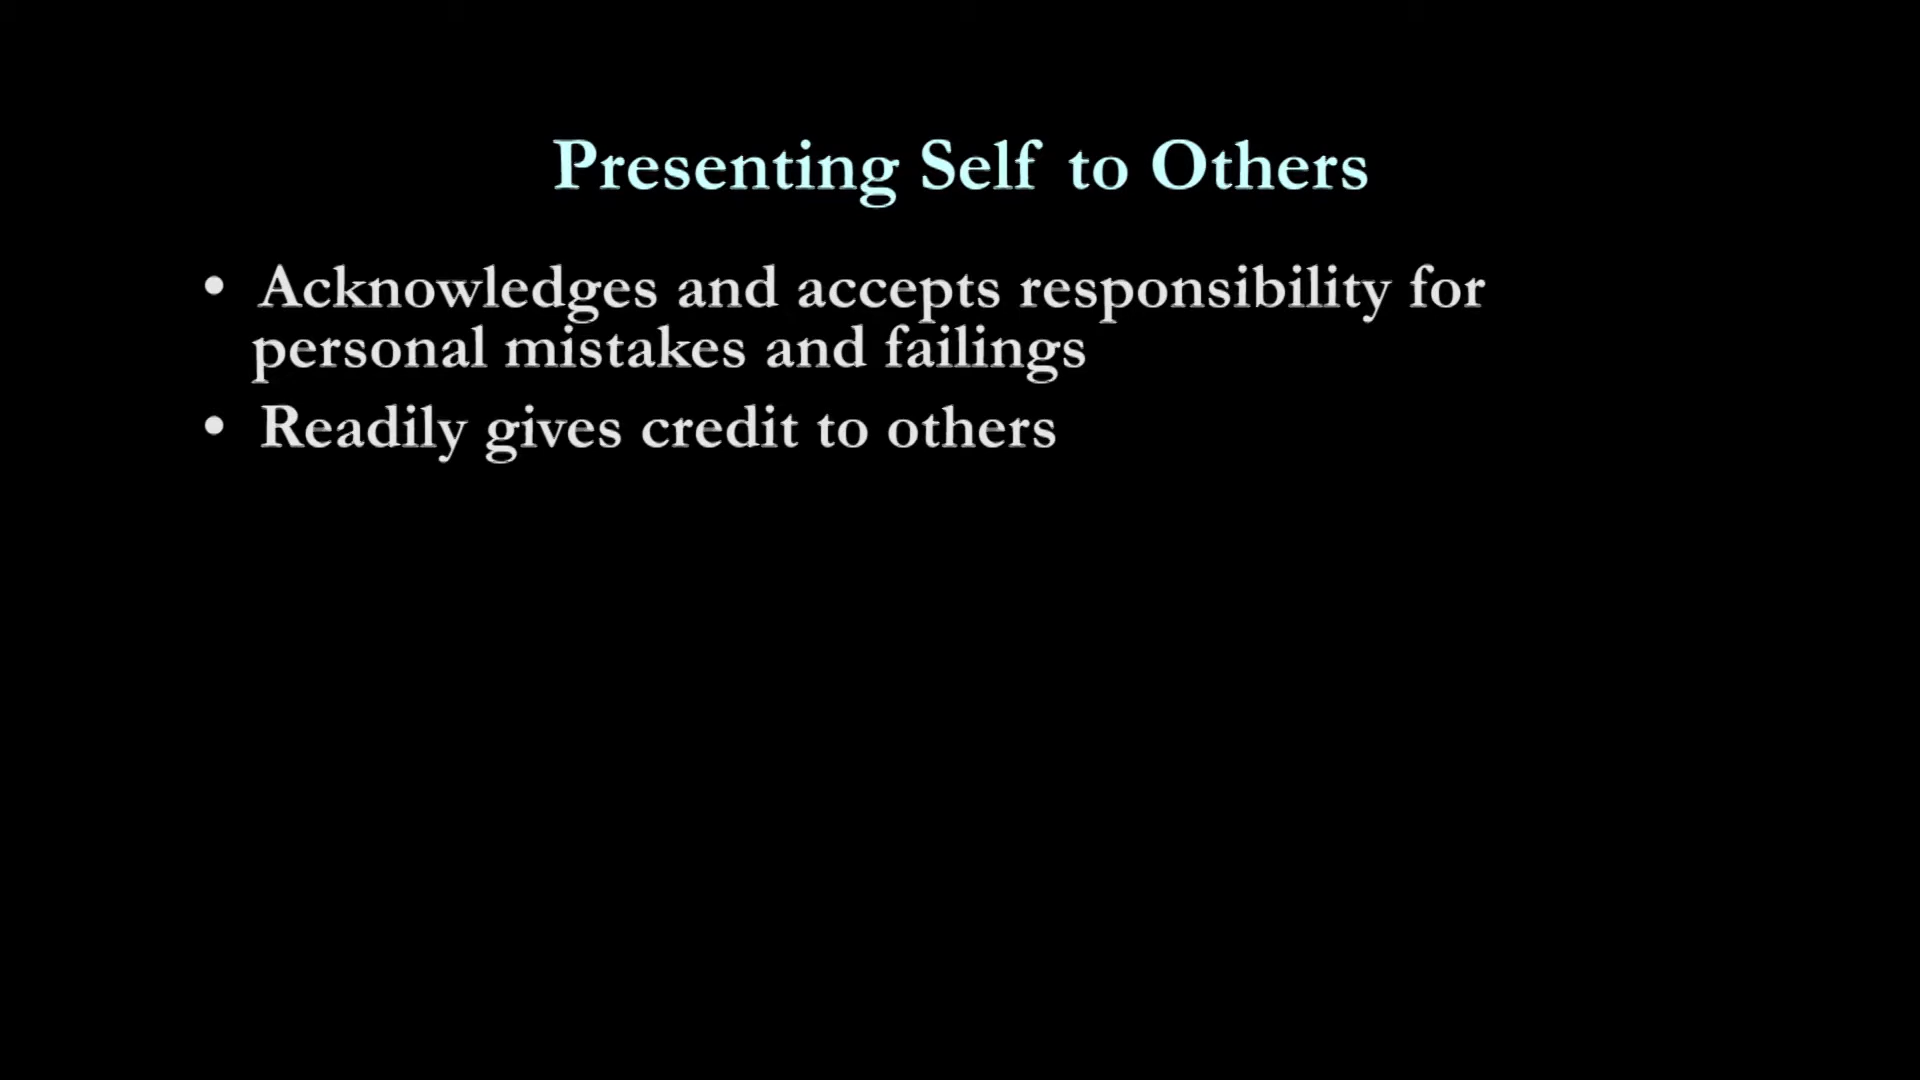 Presenting Self to Others
• Acknowledges and accepts responsibility for
personal mistakes and failings
• Readily gives credit to others